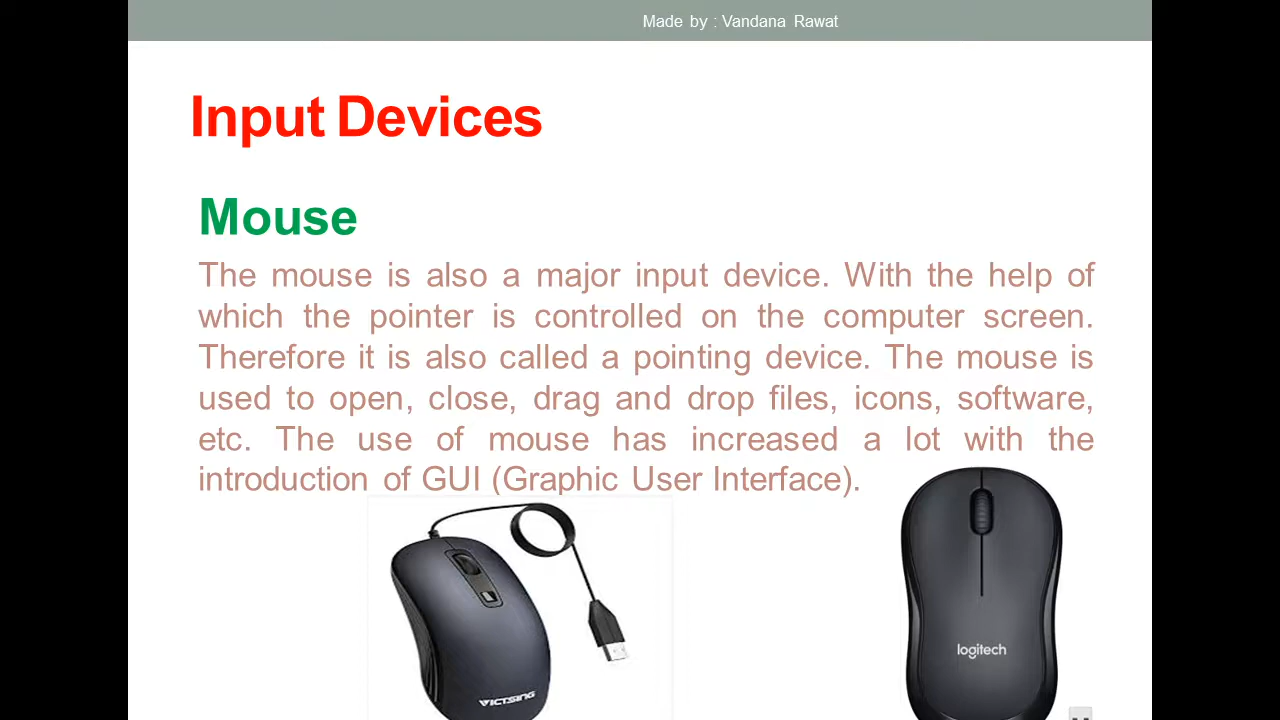 Made by : Vandana Rawat
Input Devices
Mouse
The mouse is also a major input device. With the help of
which the pointer is controlled on the computer screen.
Therefore it is also called a pointing device. The mouse is
used to open, close, drag and drop files, icons, software,
etc. The use of mouse has increased a lot with the
introduction of GUI (Graphic User Interface).
VICTSING
logitech